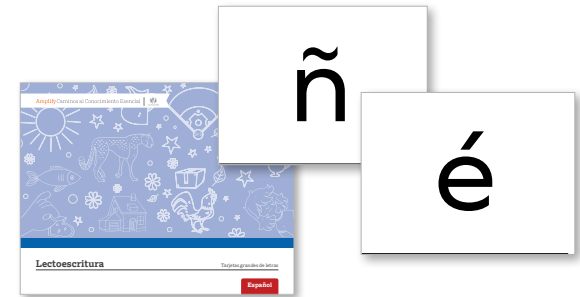 ñ
é
Amplify Caminos al Conocimiento Esencial
Lectoescritura
Tarjetas grandes de letras
Español